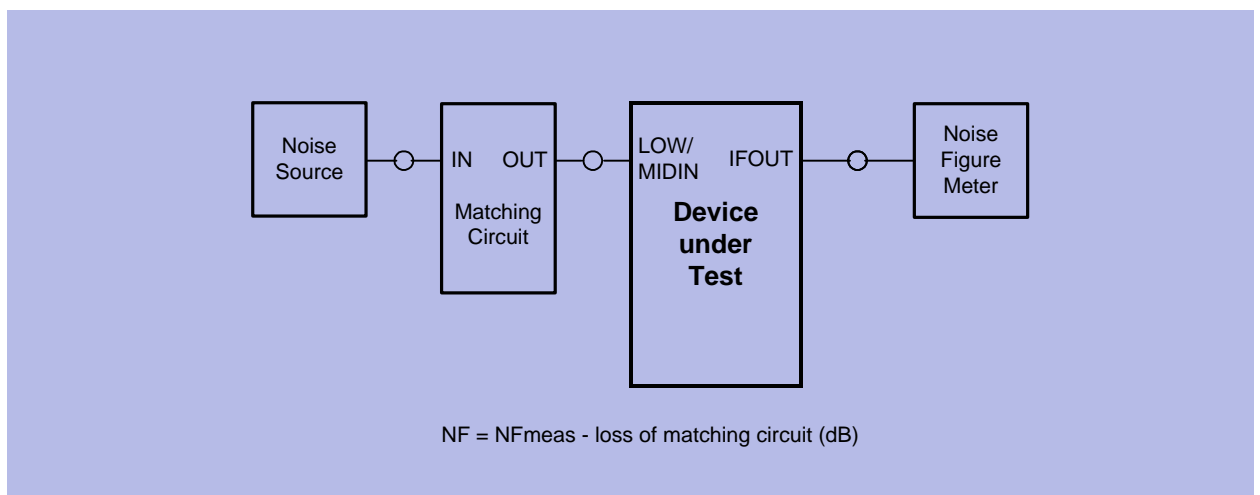 Noise
Source
IN
OUT
Matching
Circuit
LOW/
MIDIN
IFOUT
Device
under
Test
Noise
Figure
Meter
NF = NFmeas - loss of matching circuit (dB)